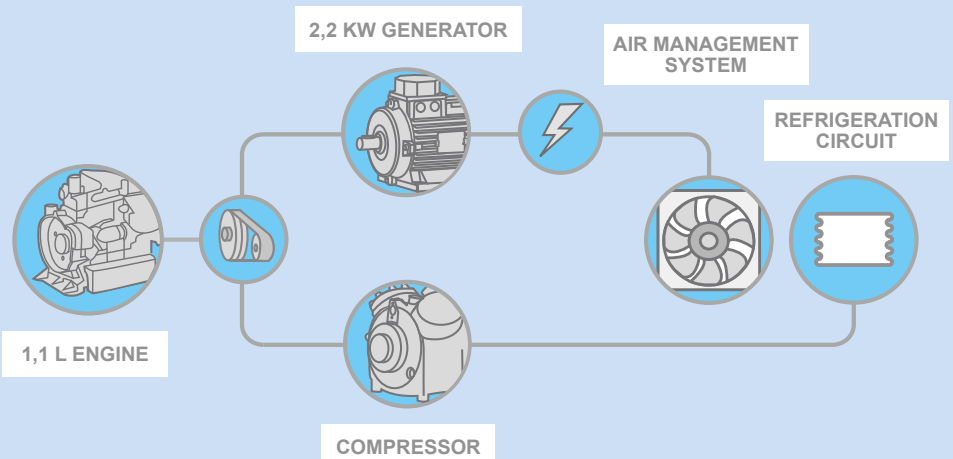 2,2 KW GENERATOR
AIR MANAGEMENT
SYSTEM
REFRIGERATION
CIRCUIT
1,1 L ENGINE
COMPRESSOR